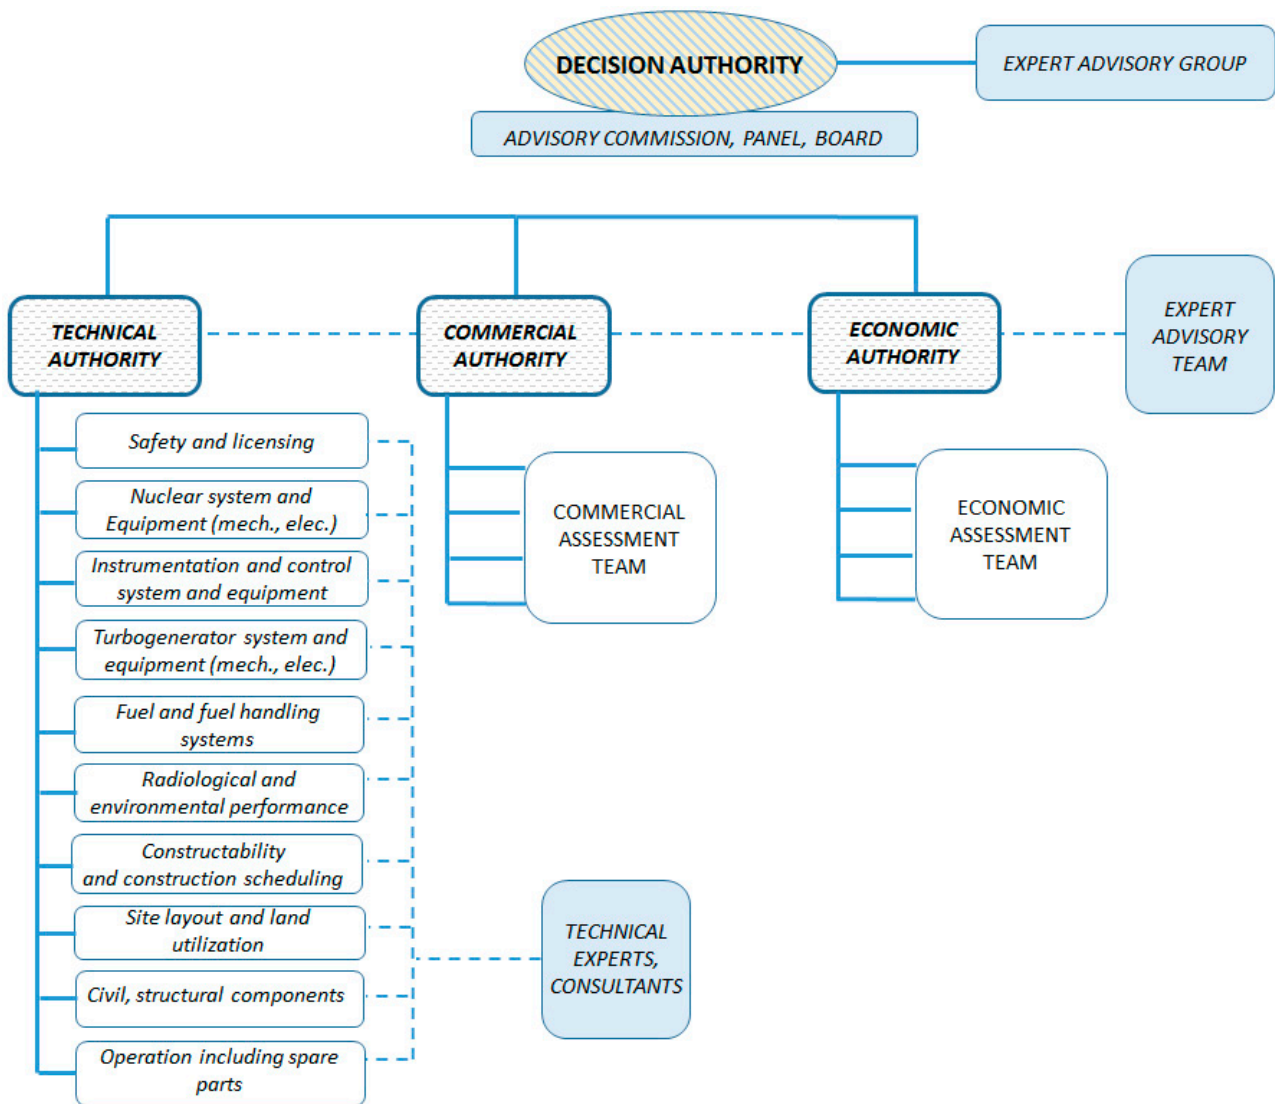 DECISION AUTHORITY
EXPERT ADVISORY GROUP
ADVISORY COMMISSION, PANEL, BOARD
TECHNICAL
AUTHORITY
COMMERCIAL
AUTHORITY
ECONOMIC
AUTHORITY
EXPERT
ADVISORY
TEAM
Safety and licensing
Nuclear system and
Equipment (mech., elec.)
Instrumentation and control
system and equipment
Turbogenerator system and
equipment (mech., elec.)
Fuel and fuel handling
systems
Radiological and
environmental performance
Constructability
and construction scheduling
Site layout and land
utilization
Civil, structural components
Operation including spare
parts
COMMERCIAL
ASSESSMENT
TEAM
ECONOMIC
ASSESSMENT
TEAM
TECHNICAL
EXPERTS,
CONSULTANTS